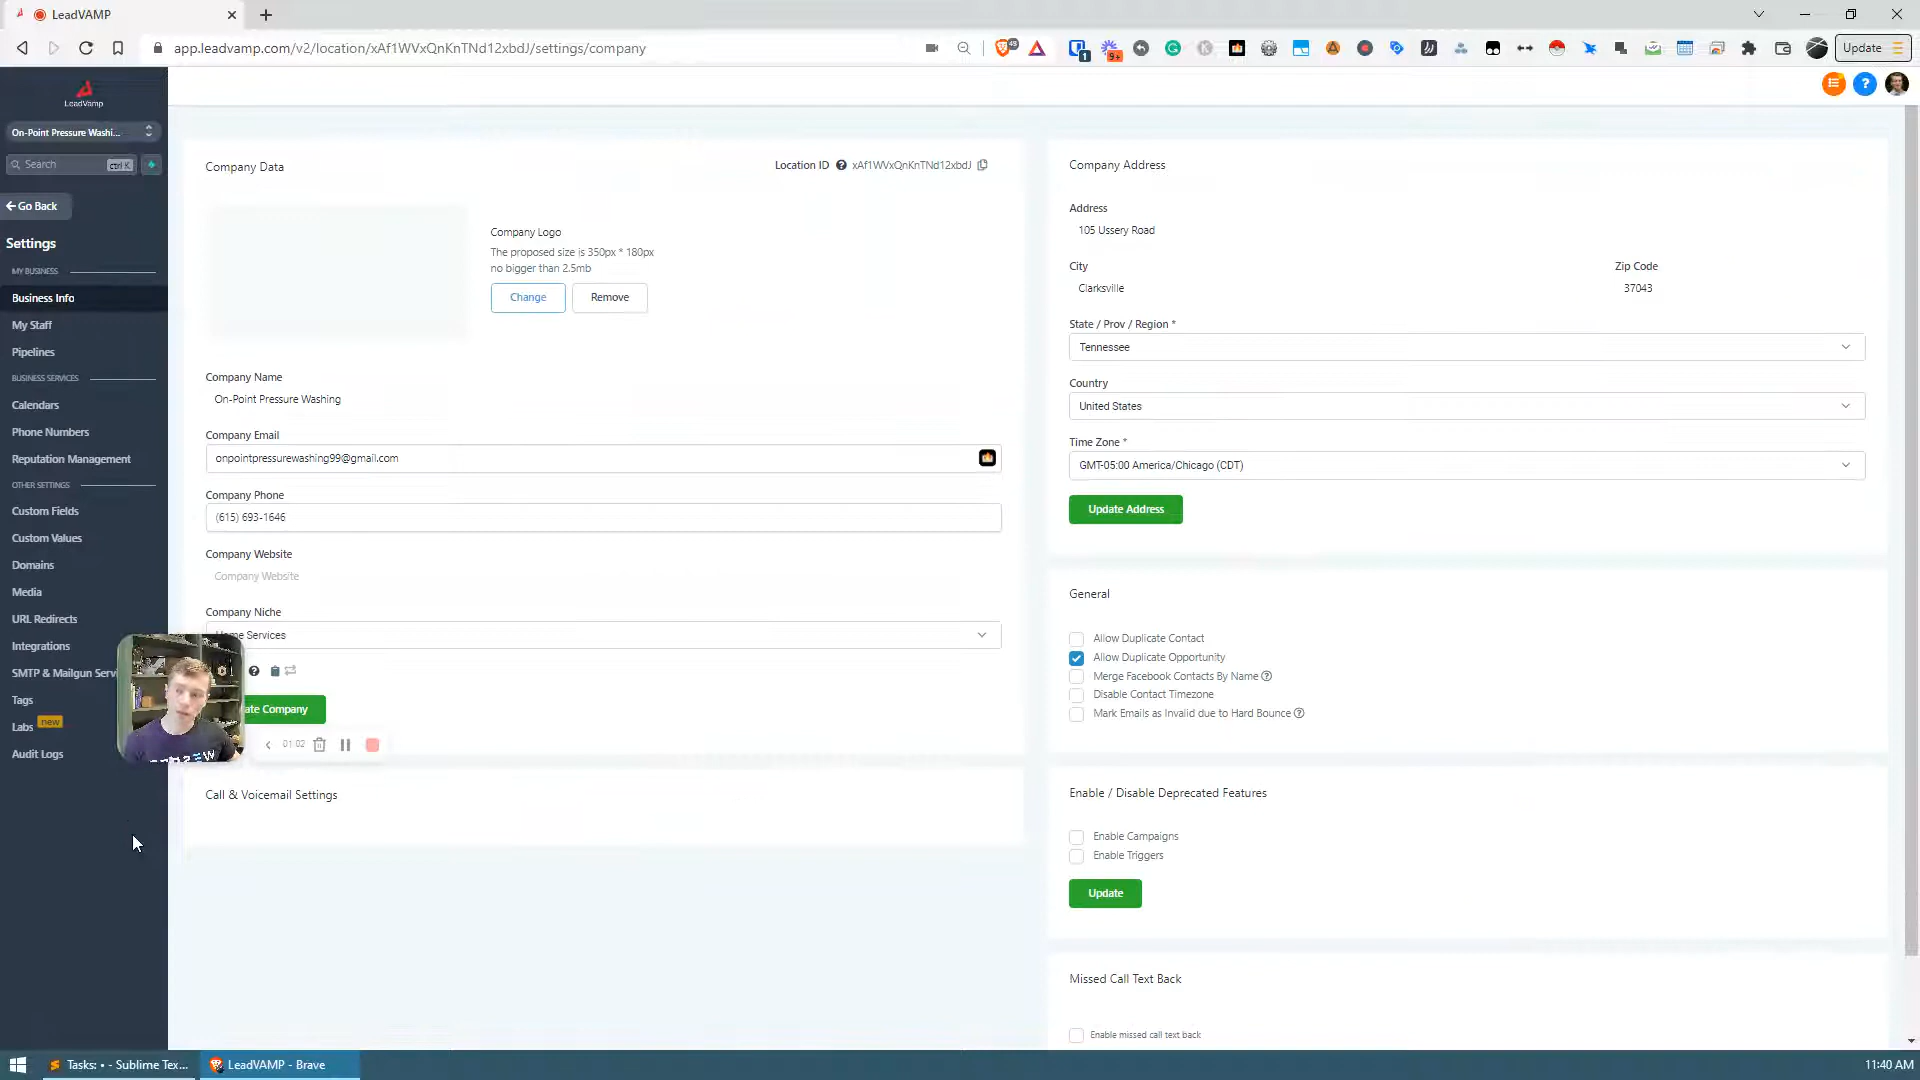 LeadVAMP
app.leadvamp.com/v2/location/xAf1WVxQnKnTNd12xbdJ/settings/company
49
1
9+
Update
LeadVamp
On-Point Pressure Washi...
Search
ctrl K
Go Back
Settings
MY BUSINESS
Business Info
My Staff
Pipelines
BUSINESS SERVICES
Calendars
Phone Numbers
Reputation Management
OTHER SETTINGS
Custom Fields
Custom Values
Domains
Media
URL Redirects
Integrations
SMTP & Mailgun Servi
Tags
Labs new
Audit Logs
Company Data
Location ID xAf1WVxQnKnTNd12xbdJ
Company Logo
The proposed size is 350px * 180px
no bigger than 2.5mb
Change
Remove
Company Name
On-Point Pressure Washing
Company Email
onpointpressurewashing99@gmail.com
Company Phone
(615) 693-1646
Company Website
Company Website
Company Niche
Home Services
ate Company
01:02
Call & Voicemail Settings
Company Address
Address
105 Ussery Road
City
Zip Code
Clarksville
37043
State / Prov / Region *
Tennessee
Country
United States
Time Zone *
GMT-05:00 America/Chicago (CDT)
Update Address
General
Allow Duplicate Contact
Allow Duplicate Opportunity
Merge Facebook Contacts By Name
Disable Contact Timezone
Mark Emails as Invalid due to Hard Bounce
Enable / Disable Deprecated Features
Enable Campaigns
Enable Triggers
Update
Missed Call Text Back
Enable missed call text back
Tasks: • - Sublime Tex...
LeadVAMP - Brave
11:40 AM